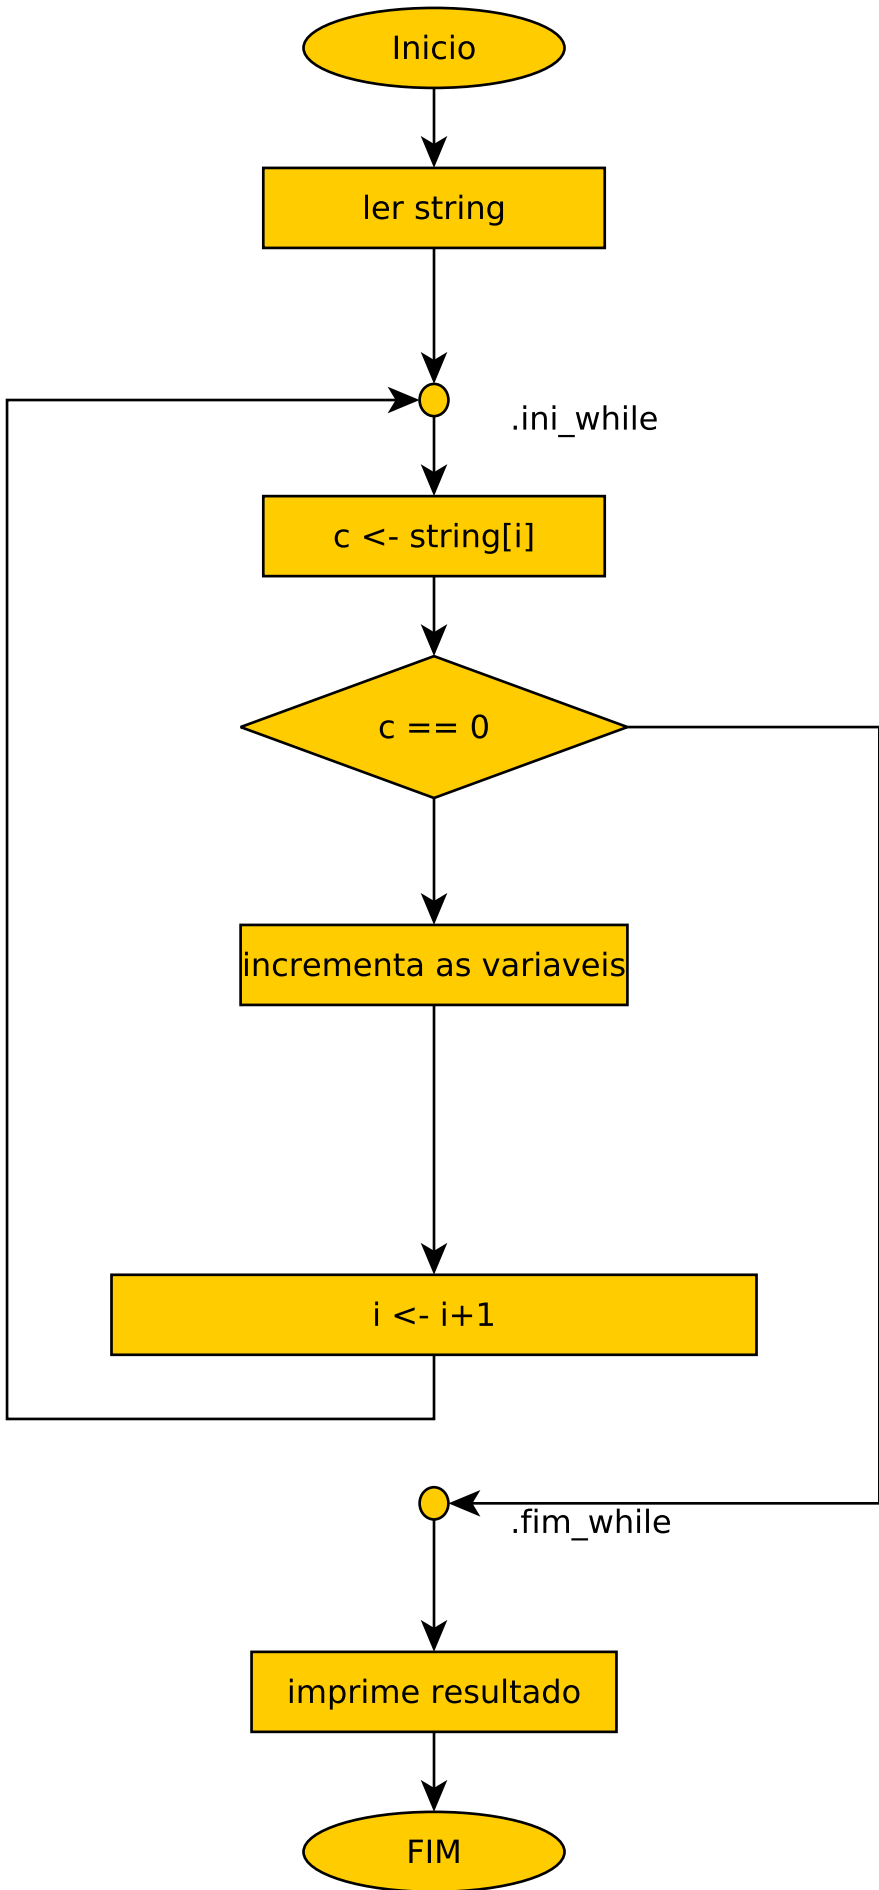 Inicio
ler string
.ini_while
c <- string[i]
c == 0
incrementa as variaveis
i <- i+1
.fim_while
imprime resultado
FIM